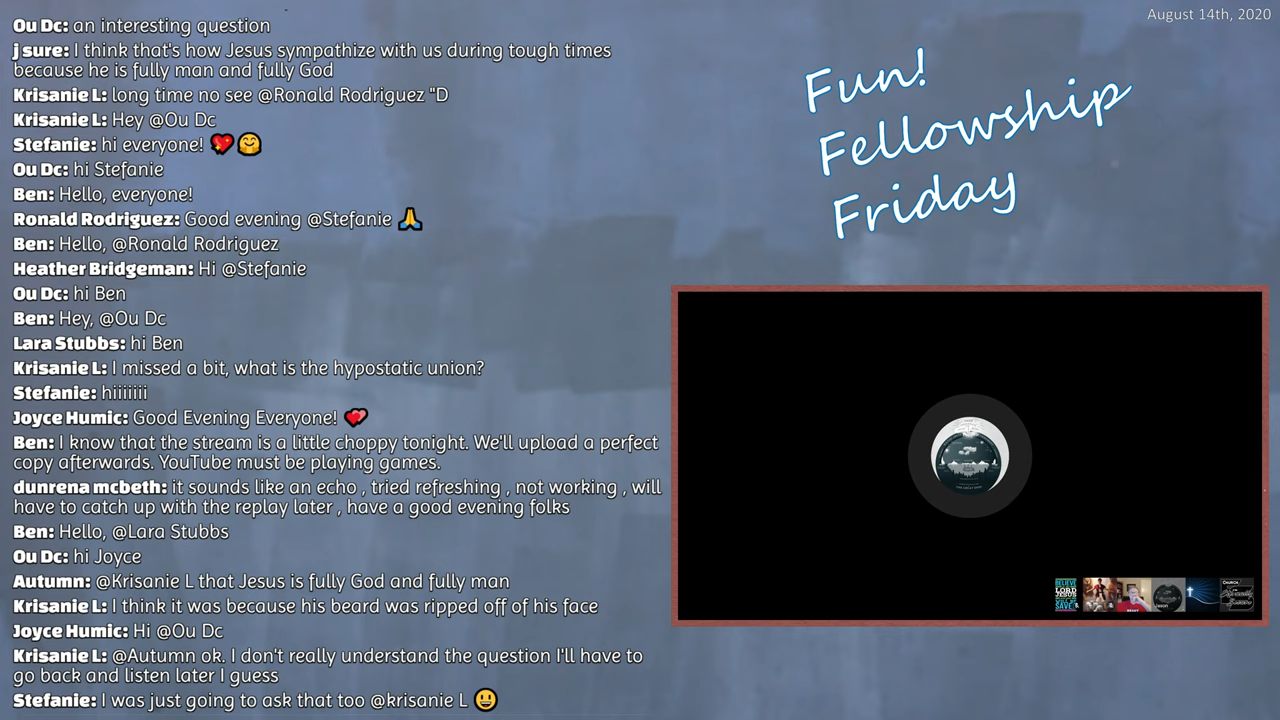 August 14th, 2020
Ou Dc: an interesting question
j sure: I think that's how Jesus sympathize with us during tough times
because he is fully man and fully God
Krisanie L: long time no see @Ronald Rodriguez "D
Krisanie L: Hey @Ou Dc
Stefanie: hi everyone! 💖🤗
Ou Dc: hi Stefanie
Ben: Hello, everyone!
Ronald Rodriguez: Good evening @Stefanie 🙏
Ben: Hello, @Ronald Rodriguez
Heather Bridgeman: Hi @Stefanie
Ou Dc: hi Ben
Ben: Hey, @Ou Dc
Lara Stubbs: hi Ben
Krisanie L: I missed a bit, what is the hypostatic union?
Stefanie: hiiiiiii
Joyce Humic: Good Evening Everyone! 💕
Ben: I know that the stream is a little choppy tonight. We'll upload a perfect
copy afterwards. YouTube must be playing games.
dunrena mcbeth: it sounds like an echo , tried refreshing , not working , will
have to catch up with the replay later , have a good evening folks
Ben: Hello, @Lara Stubbs
Ou Dc: hi Joyce
Autumn: @Krisanie L that Jesus is fully God and fully man
Krisanie L: I think it was because his beard was ripped off of his face
Joyce Humic: Hi @Ou Dc
Krisanie L: @Autumn ok. I don't really understand the question I'll have to
go back and listen later I guess
Stefanie: I was just going to ask that too @krisanie L 😃
Fun!
Fellowship
Friday
BELIEVE
LORD
JESUS
SAVE
Jason
CHURCH